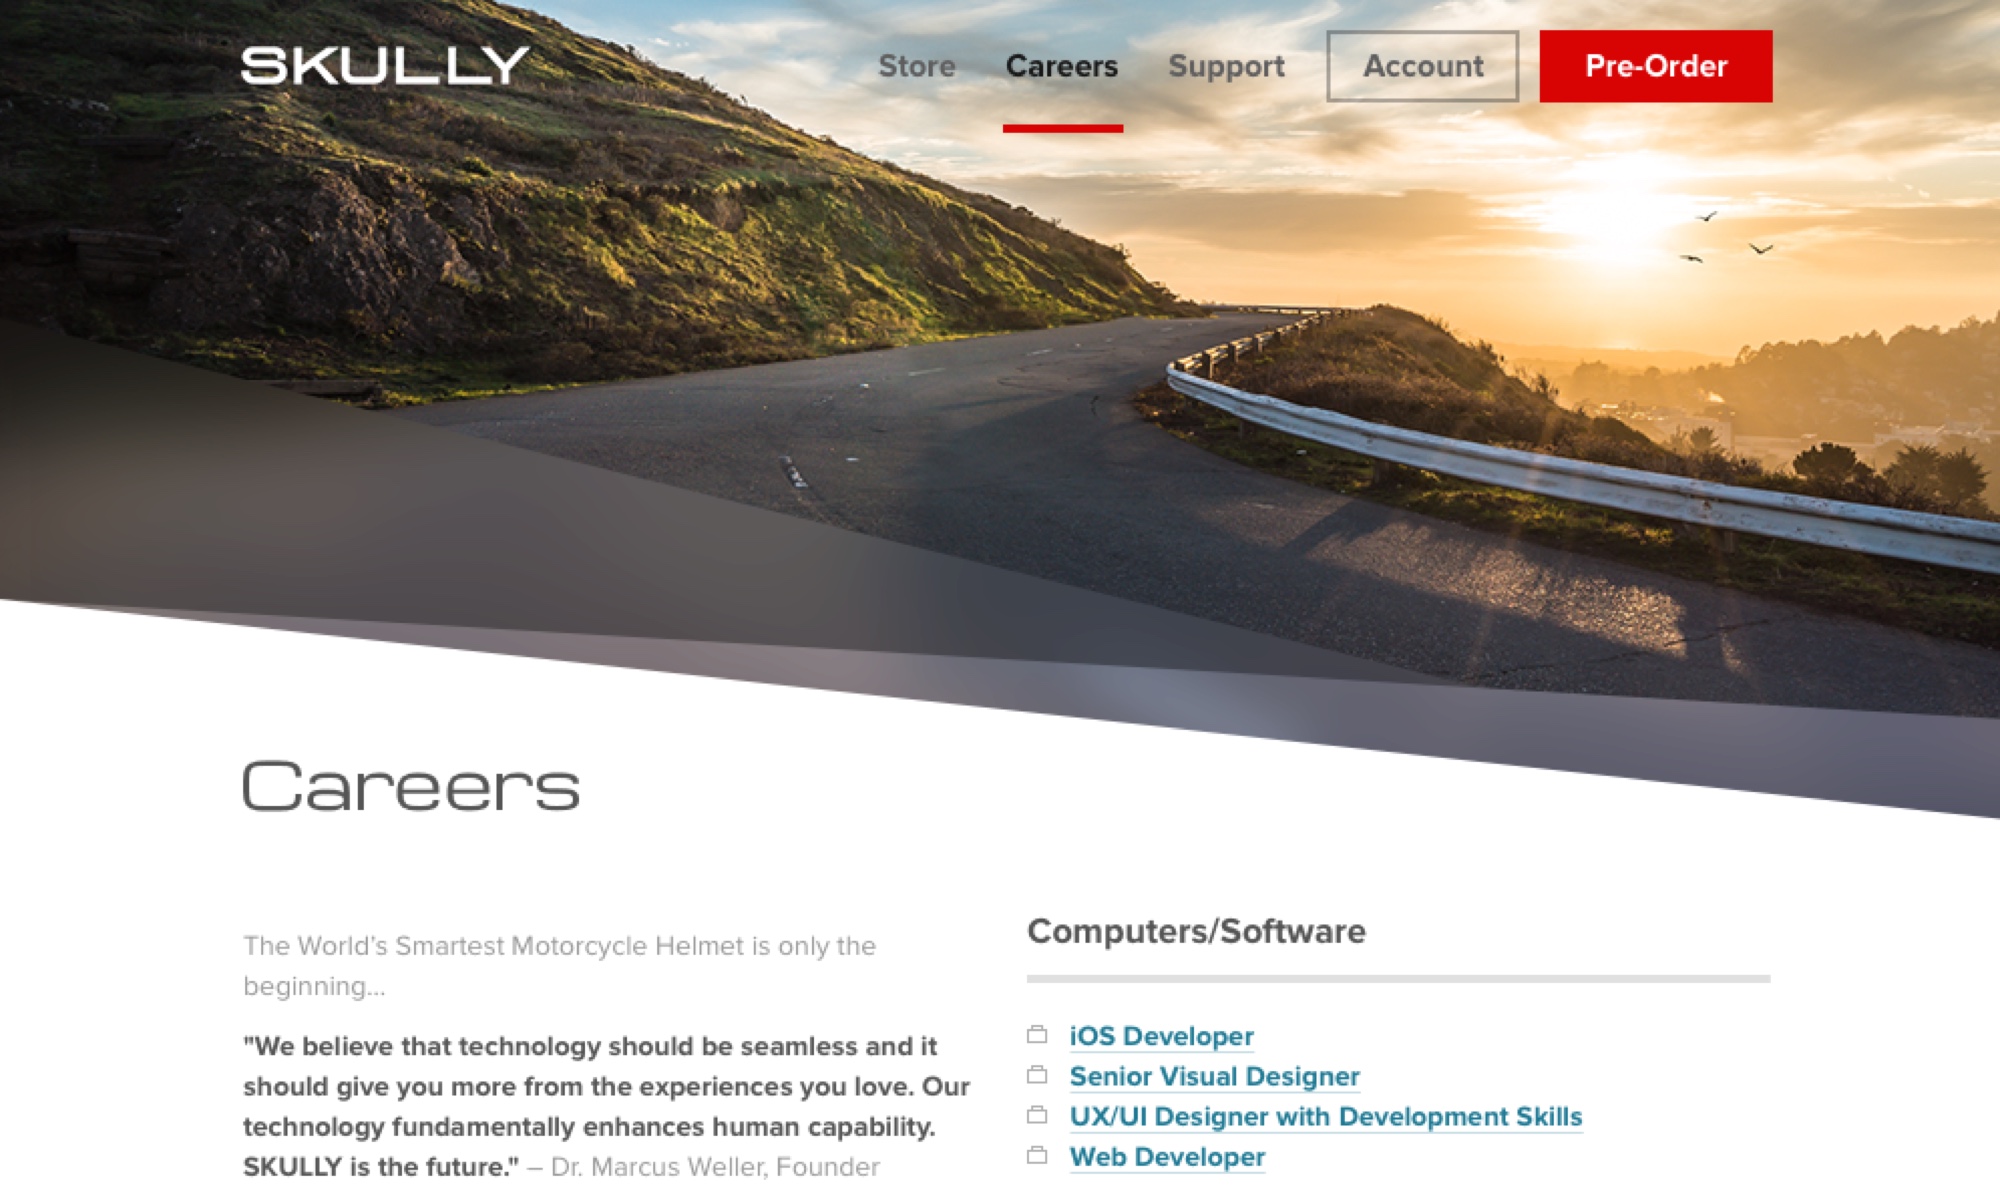 SKULLY
Store
Careers
Support
Account
Pre-Order
Careers
The World’s Smartest Motorcycle Helmet is only the
beginning...
"We believe that technology should be seamless and it
should give you more from the experiences you love. Our
technology fundamentally enhances human capability.
SKULLY is the future." – Dr. Marcus Weller, Founder
Computers/Software
iOS Developer
Senior Visual Designer
UX/UI Designer with Development Skills
Web Developer